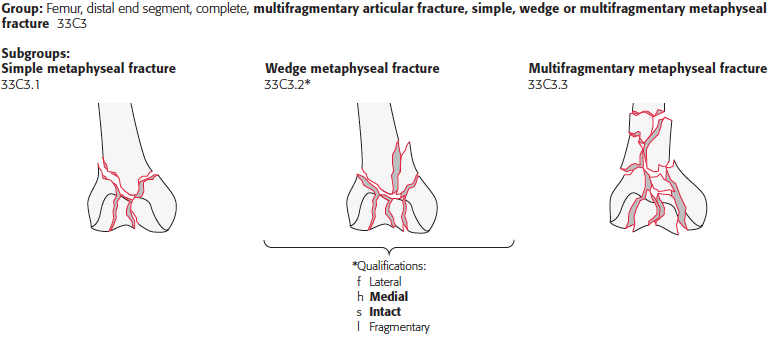 Group: Femur, distal end segment, complete, multifragmentary articular fracture, simple, wedge or multifragmentary metaphyseal
fracture 33C3
Subgroups:
Simple metaphyseal fracture
33C3.1
Wedge metaphyseal fracture
33C3.2*
Multifragmentary metaphyseal fracture
33C3.3
*Qualifications:
f Lateral
h Medial
s Intact
l Fragmentary